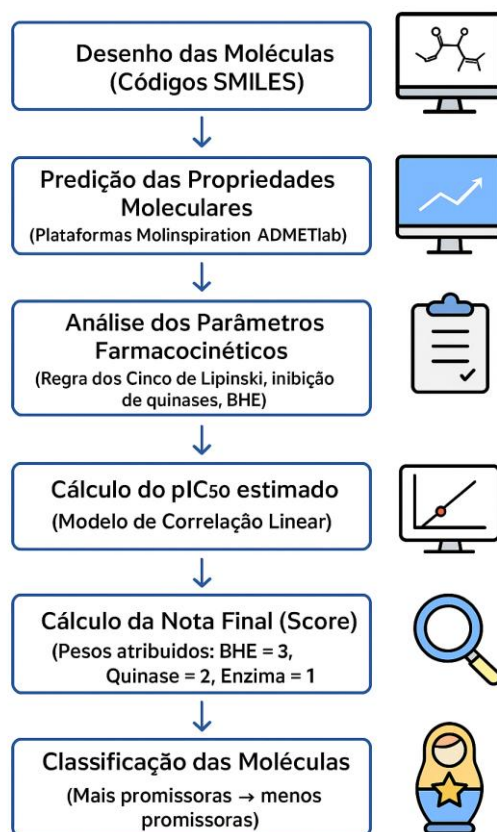 Desenho das Moléculas
(Códigos SMILES)
Predição das Propriedades
Moleculares
(Plataformas Molinspiration ADMETlab)
Análise dos Parâmetros
Farmacocinéticos
(Regra dos Cinco de Lipinski, inibição
de quinases, BHE)
Cálculo do pIC50 estimado
(Modelo de Correlaçâo Linear)
Cálculo da Nota Final (Score)
(Pesos atribuidos: BHE = 3,
Quinase = 2, Enzima = 1
Classificação das Moléculas
(Mais promissoras → menos
promissoras)